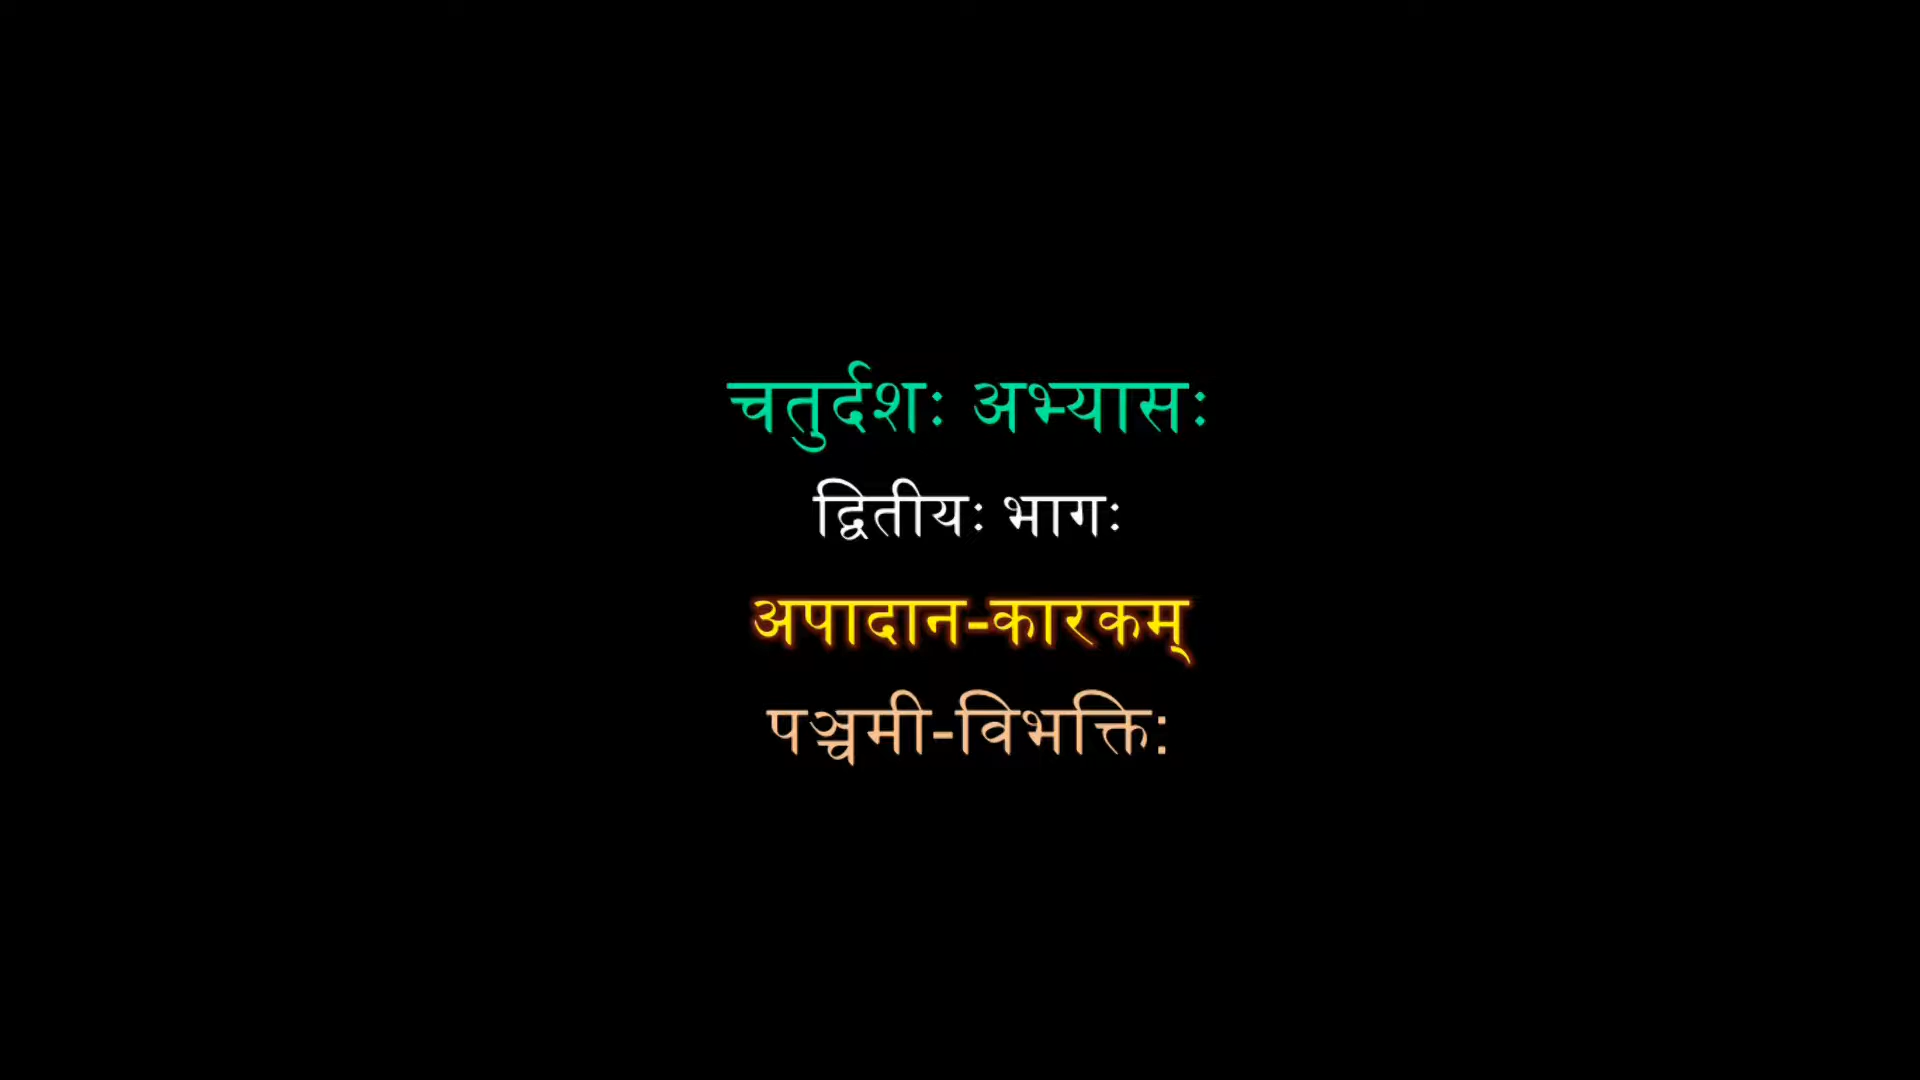 चतुर्दशः अभ्यासः
द्वितीयः भागः
अपादान-कारकम्
पञ्चमी-विभक्तिः